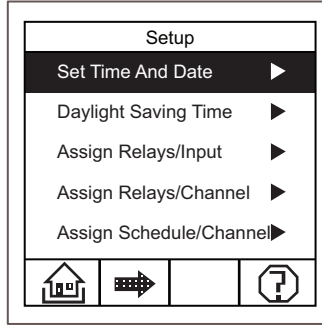 Setup
Set Time And Date
Daylight Saving Time
Assign Relays/Input
Assign Relays/Channel
Assign Schedule/Channel
?